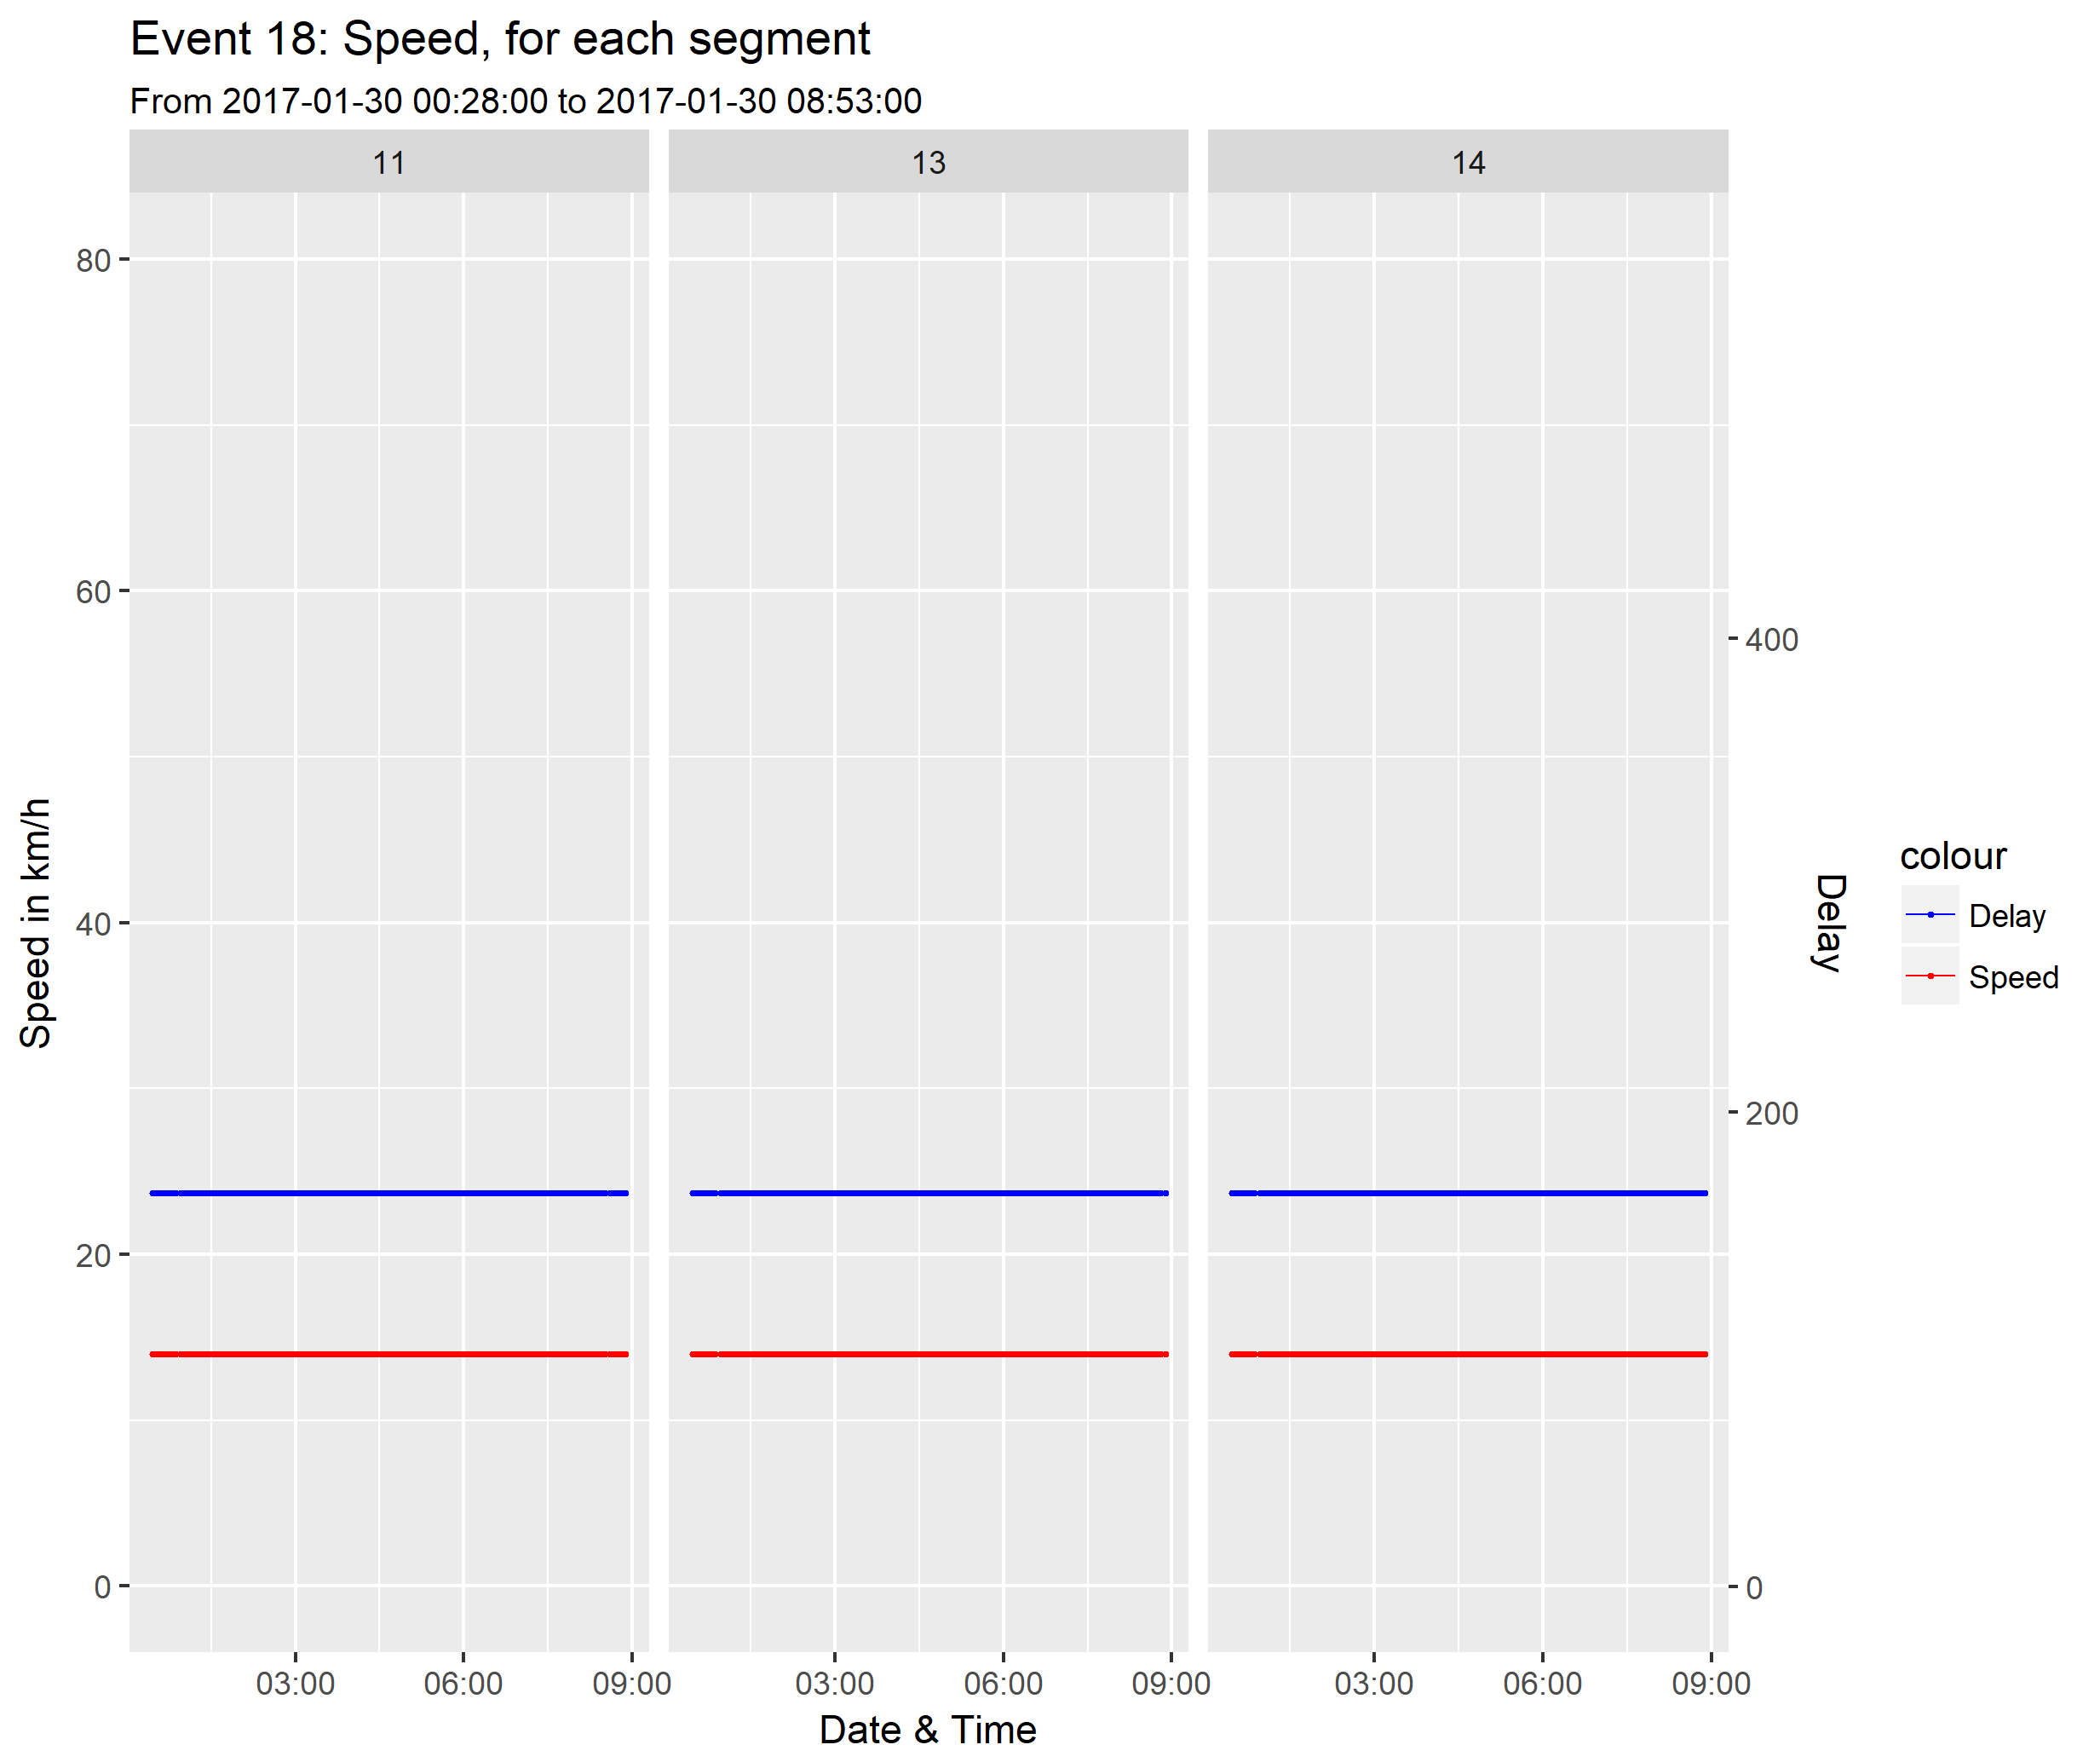 Event 18: Speed, for each segment
From 2017-01-30 00:28:00 to 2017-01-30 08:53:00
11 13 14
80
60
40
20
0
Speed in km/h
400
200
0
Delay
colour
Delay
Speed
03:00 06:00 09:00 03:00 06:00 09:00 03:00 06:00 09:00
Date & Time